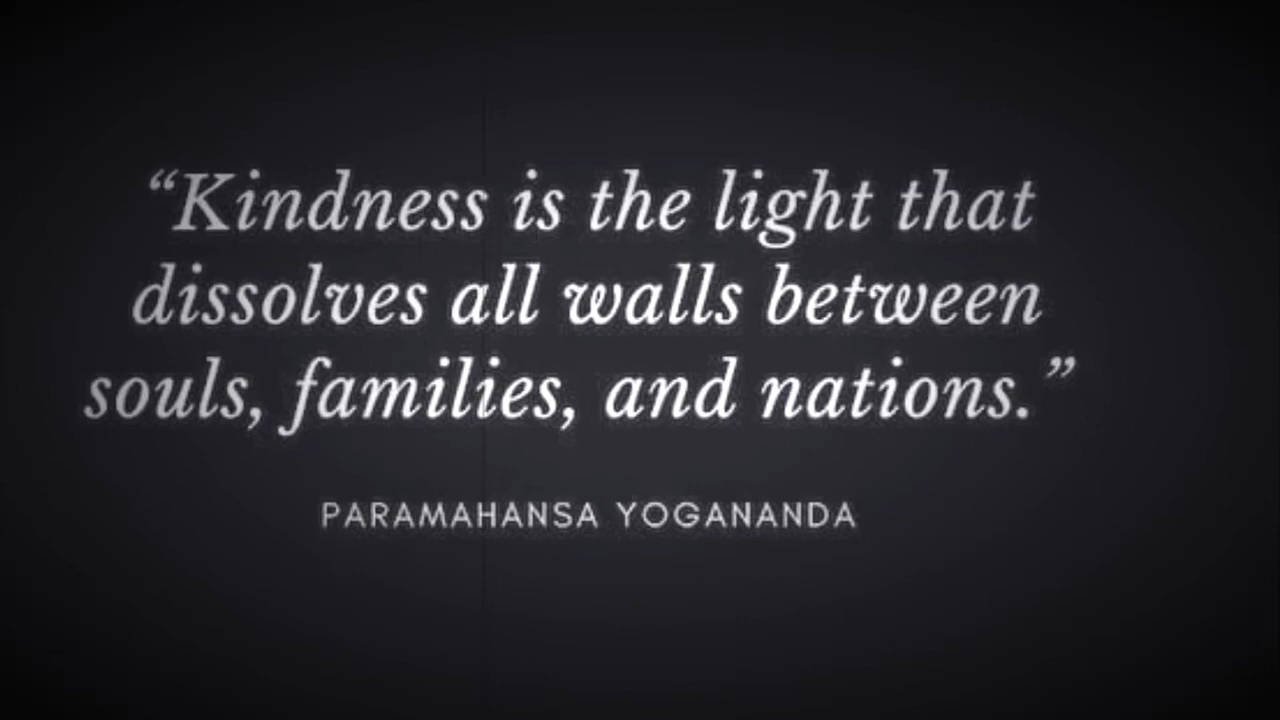 “Kindness is the light that
dissolves all walls between
souls, families, and nations.”
PARAMAHANSA YOGANANDA